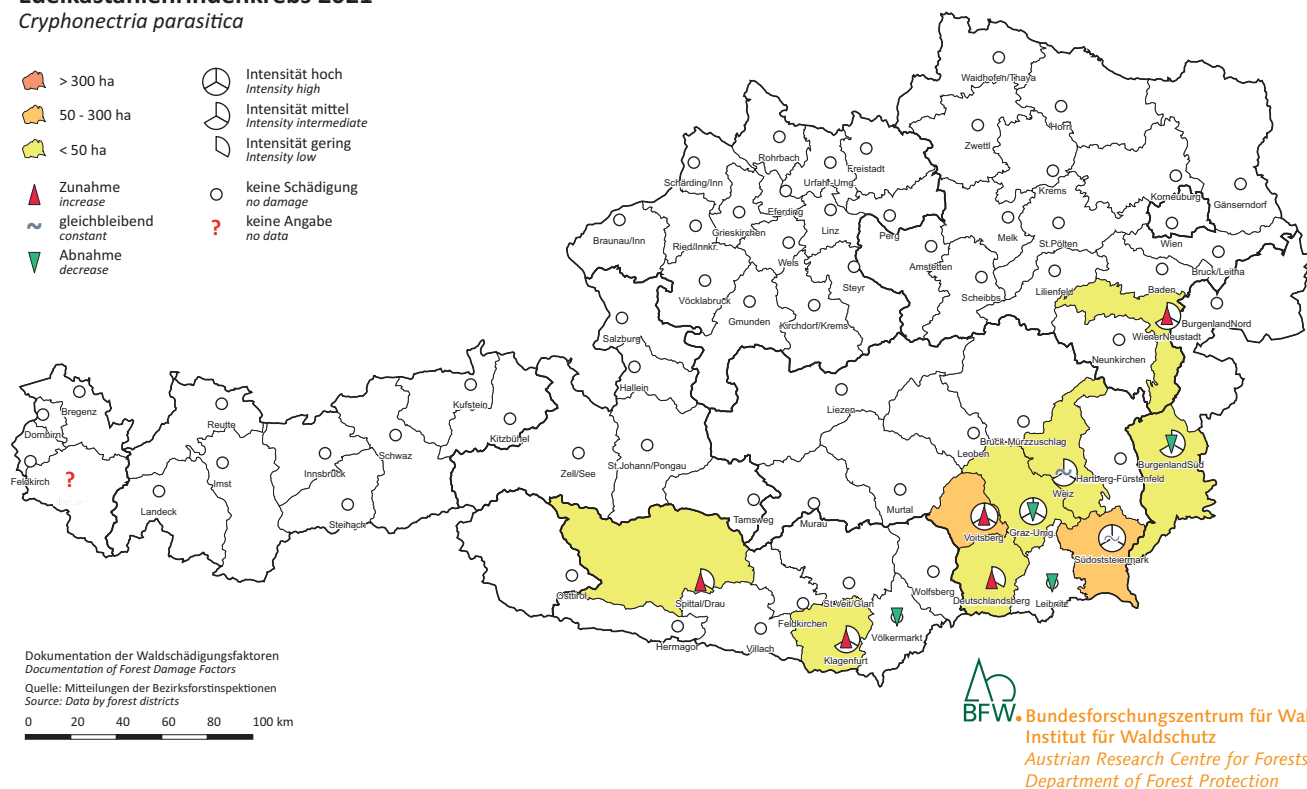 Edelkastanienrindenkrebs 2021
Cryphonectria parasitica
> 300 ha
50 - 300 ha
< 50 ha
Zunahme
increase
gleichbleibend
constant
Abnahme
decrease
Intensität hoch
Intensity high
Intensität mittel
Intensity intermediate
Intensität gering
Intensity low
keine Schädigung
no damage
?
keine Angabe
no data
Waidhofen/Thaya
Horn
Zwettl
Krems
Korneuburg
Gänserndorf
Wien
Rohrbach
Freistadt
Schärding/Inn
Urfahr-Umg.
Eferding
Grieskirchen
Linz
Perg
Braunau/Inn
Ried/Innkr.
Wels
Steyr
Amstetten
Melk
St.Pölten
Bruck/Leitha
Scheibbs
Lilienfeld
Baden
Vöcklabruck
Gmunden
Kirchdorf/Krems
BurgenlandNord
WienerNeustadt
Neunkirchen
Salzburg
Hallein
Liezen
Bregenz
Dornbirn
Feldkirch
?
Reutte
Kufstein
Kitzbühel
Schwaz
Innsbruck
Imst
Landeck
Zell/See
St.Johann/Pongau
Tamsweg
Murau
Murtal
Leoben
Bruck-Mürzzuschlag
Hartberg-Fürstenfeld
BurgenlandSüd
Weiz
Graz-Umg.
Voitsberg
Südoststeiermark
Deutschlandsberg
Leibnitz
Wolfsberg
St.Veit/Glan
Feldkirchen
Völkermarkt
Klagenfurt
Villach
Hermagor
Spittal/Drau
Osttirol
Dokumentation der Waldschädigungsfaktoren
Documentation of Forest Damage Factors
Quelle: Mitteilungen der Bezirksforstinspektionen
Source: Data by forest districts
0 20 40 60 80 100 km
BFW.
Bundesforschungszentrum für Wal
Institut für Waldschutz
Austrian Research Centre for Forests
Department of Forest Protection